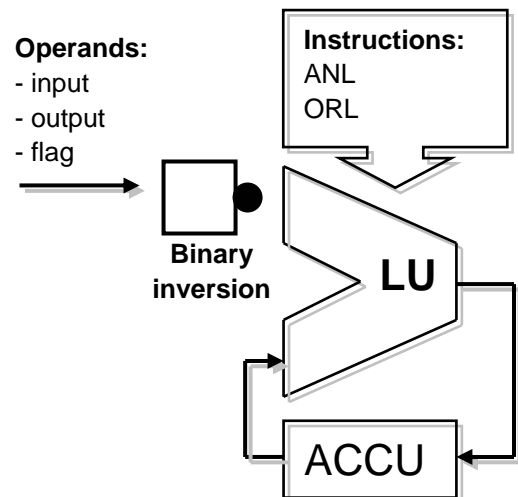 Operands:
- input
- output
- flag
Instructions:
ANL
ORL
Binary
inversion
LU
ACCU